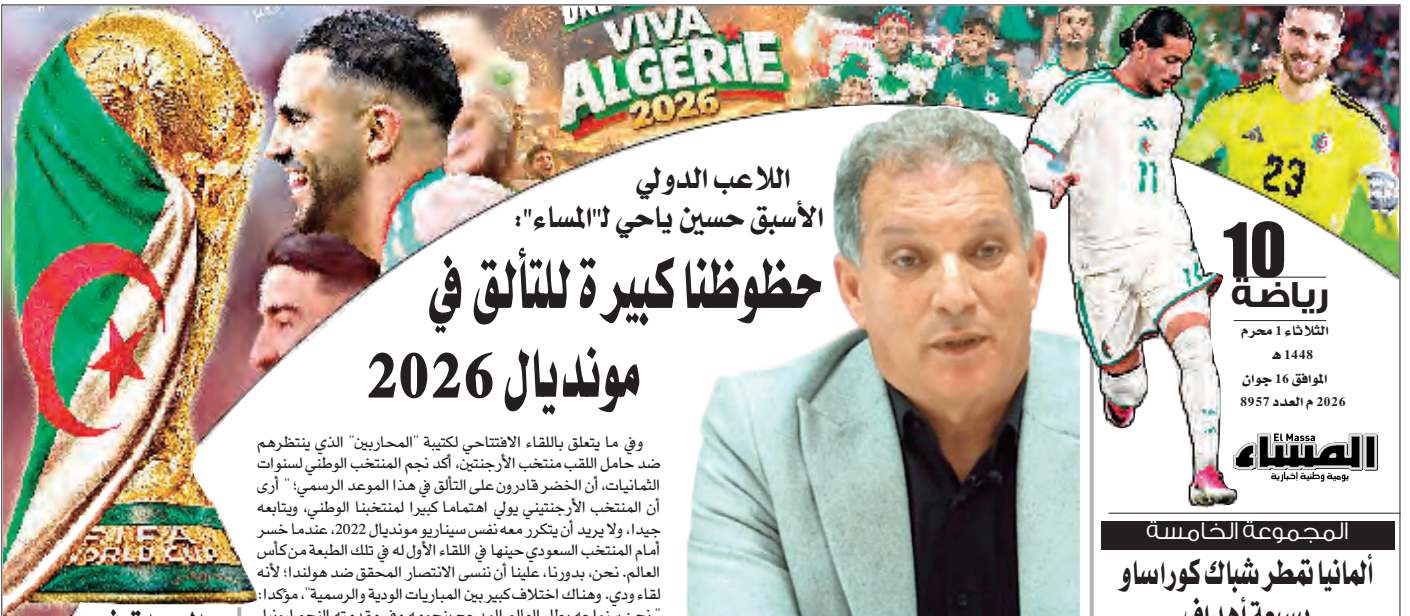 VIVA
ALGÉRIE
2026
اللاعب الدولي
الأسبق حسين ياحي لـ"المساء":
حظوظنا كبيرة للتألق في
مونديال 2026
وفي ما يتعلق باللقاء الافتتاحي لكتيبة "المحاربين" الذي ينتظرهم
ضد حامل اللقب منتخب الأرجنتين، أكد نجم المنتخب الوطني لسنوات
الثمانيات، أن الخضر قادرون على التألق في هذا الموعد الرسمي؛ " أرى
أن المنتخب الأرجنتيني يولي اهتماما كبيرا لمنتخبنا الوطني، ويتابعه
جيدا، ولا يريد أن يتكرر معه نفس سيناريو مونديال 2022، عندما خسر
أمام المنتخب السعودي حينها في اللقاء الأول له في تلك الطبعة من كأس
العالم. نحن، بدورنا، علينا أن ننسى الانتصار المحقق ضد هولندا؛ لأنه
لقاء ودي. وهناك اختلاف كبير بين المباريات الودية والرسمية"، مؤكدا:
FIFA
WORLD CUP
11
23
10
رياضة
الثلاثاء 1 محرم
1448 هـ
الموافق 16 جوان
2026 م العدد 8957
El Massa
المساء
يومية وطنية إخبارية
المجموعة الخامسة
ألمانيا تمطر شباك كوراساو
بسبعة أهداف